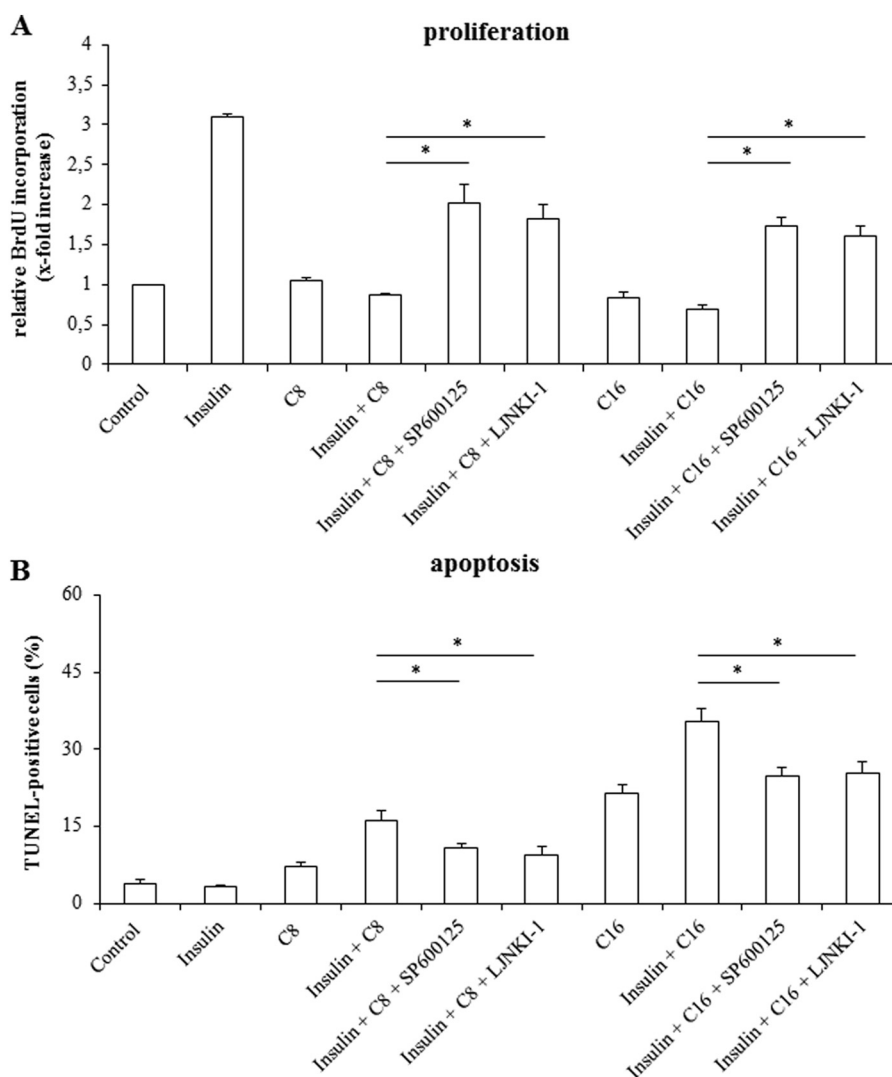 A
proliferation
relative BrdU incorporation
(x-fold increase)
4
3,5
3
2,5
2
1,5
1
0,5
0
*
*
*
*
Control
Insulin
C8
Insulin + C8
Insulin + C8 + SP600125
Insulin + C8 + LJNKI-1
C16
Insulin + C16
Insulin + C16 + SP600125
Insulin + C16 + LJNKI-1
B
apoptosis
TUNEL-positive cells (%)
60
45
30
15
0
*
*
*
*
Control
Insulin
C8
Insulin + C8
Insulin + C8 + SP600125
Insulin + C8 + LJNKI-1
C16
Insulin + C16
Insulin + C16 + SP600125
Insulin + C16 + LJNKI-1